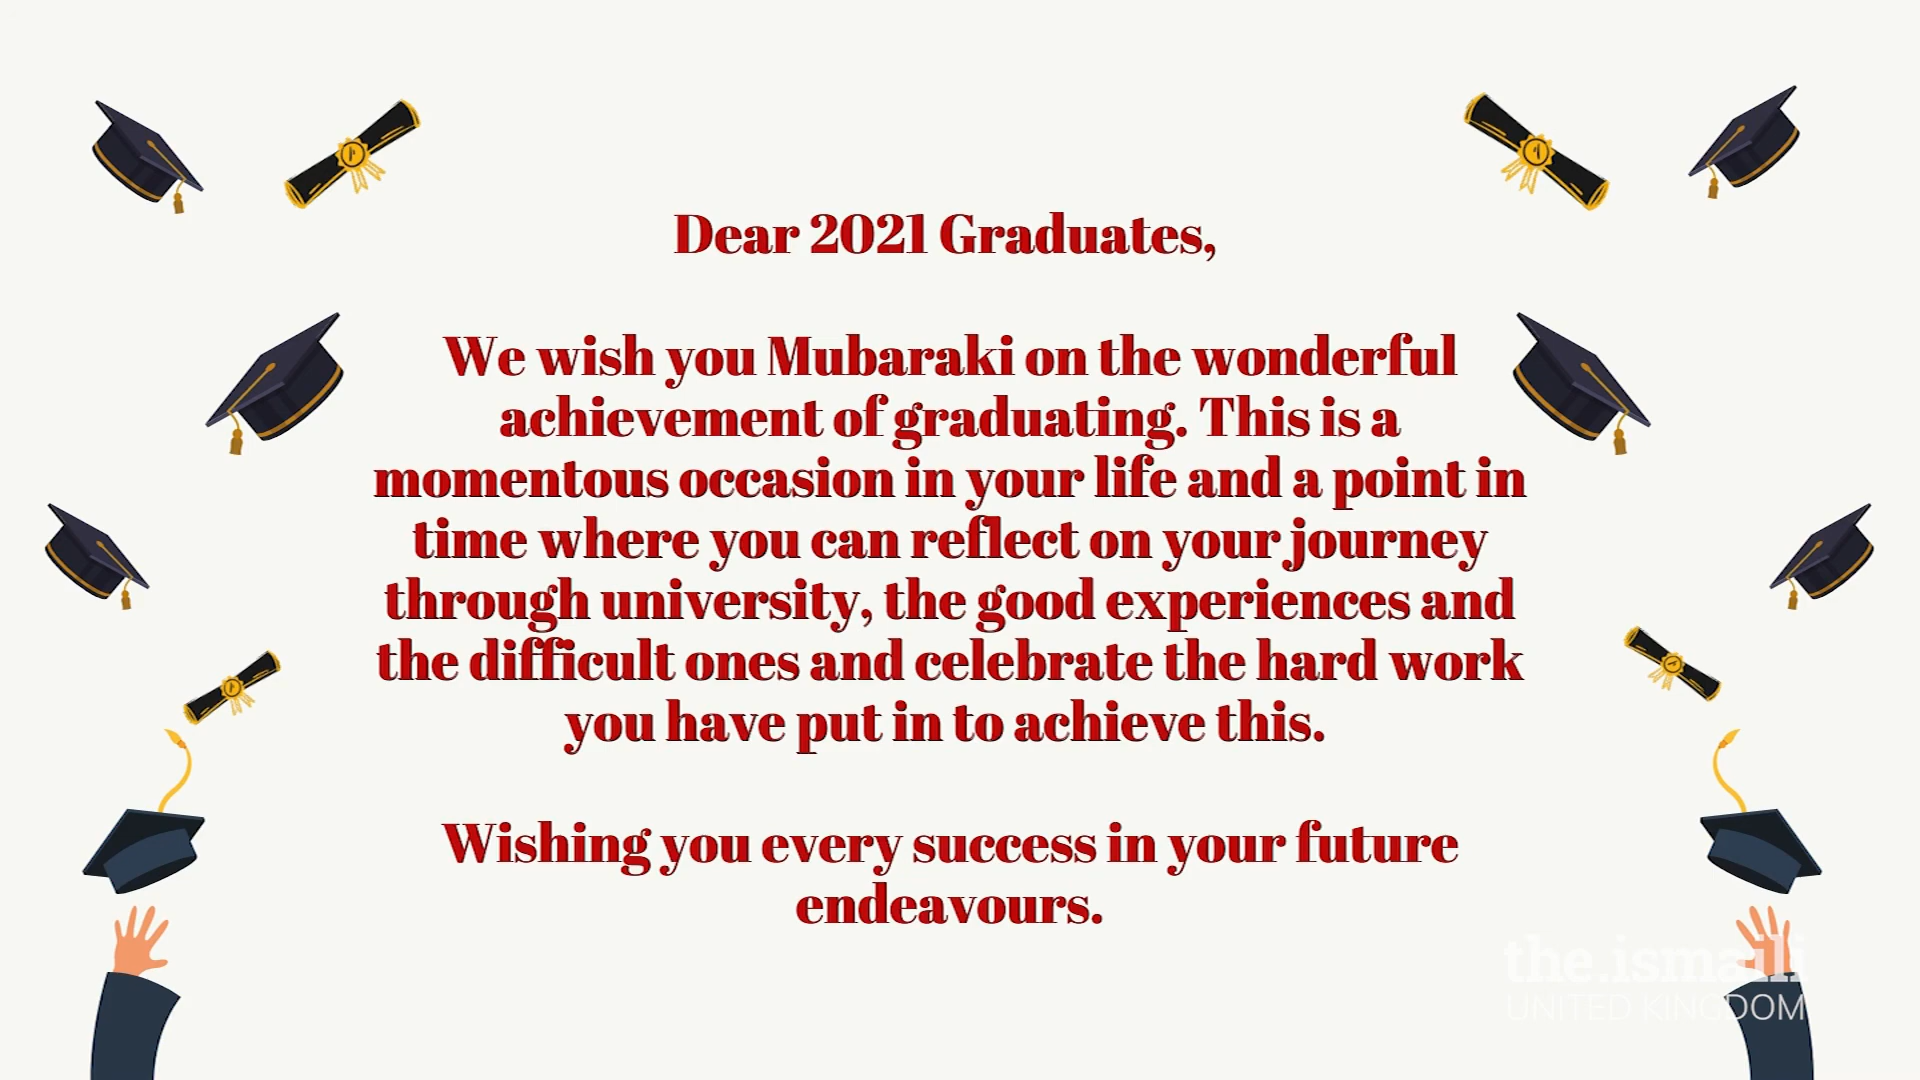 Dear 2021 Graduates,
We wish you Mubaraki on the wonderful
achievement of graduating. This is a
momentous occasion in your life and a point in
time where you can reflect on your journey
through university, the good experiences and
the difficult ones and celebrate the hard work
you have put in to achieve this.
Wishing you every success in your future
endeavours.
the.ismaili
UNITED KINGDOM